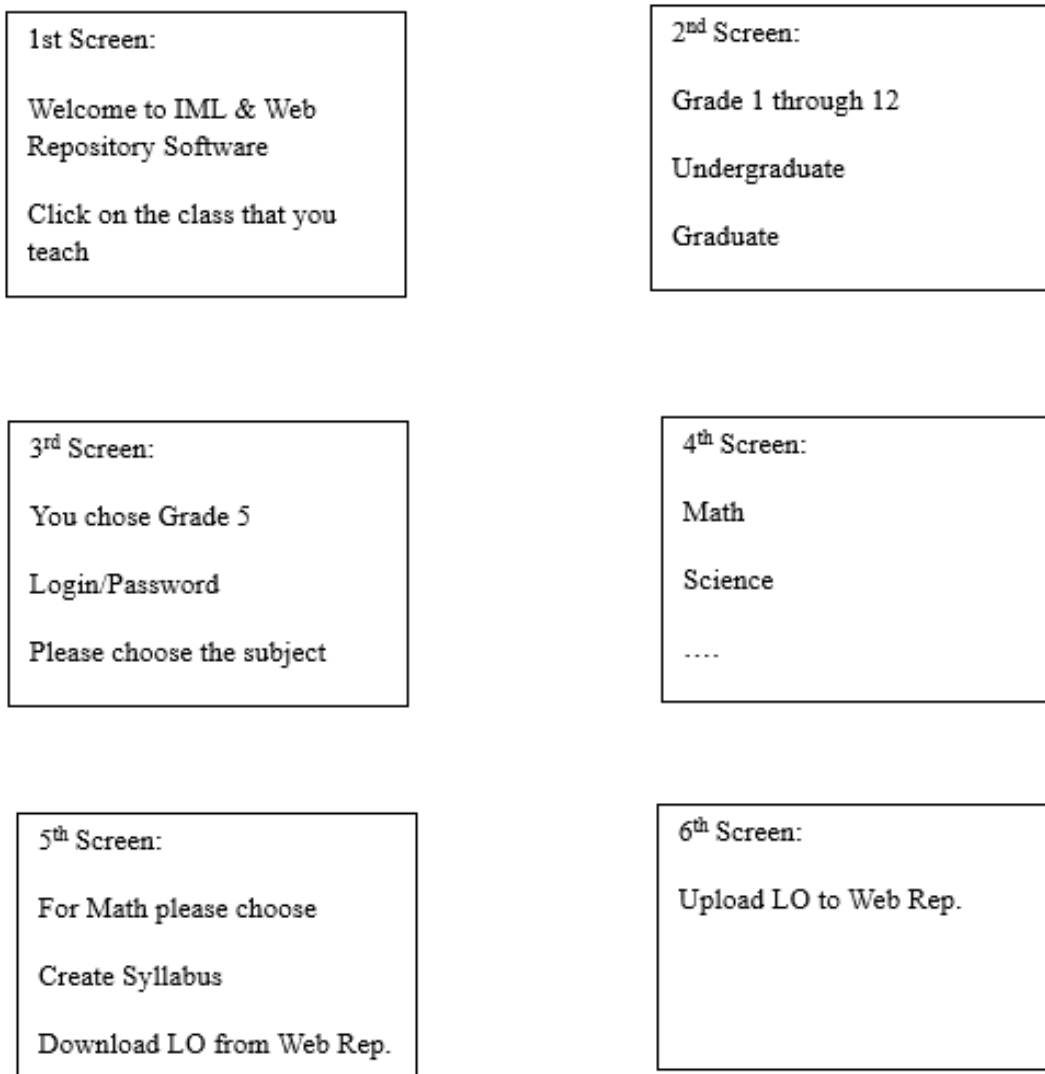 1st Screen:
Welcome to IML & Web
Repository Software
Click on the class that you
teach
2nd Screen:
Grade 1 through 12
Undergraduate
Graduate
3rd Screen:
You chose Grade 5
Login/Password
Please choose the subject
4th Screen:
Math
Science
....
5th Screen:
For Math please choose
Create Syllabus
Download LO from Web Rep.
6th Screen:
Upload LO to Web Rep.